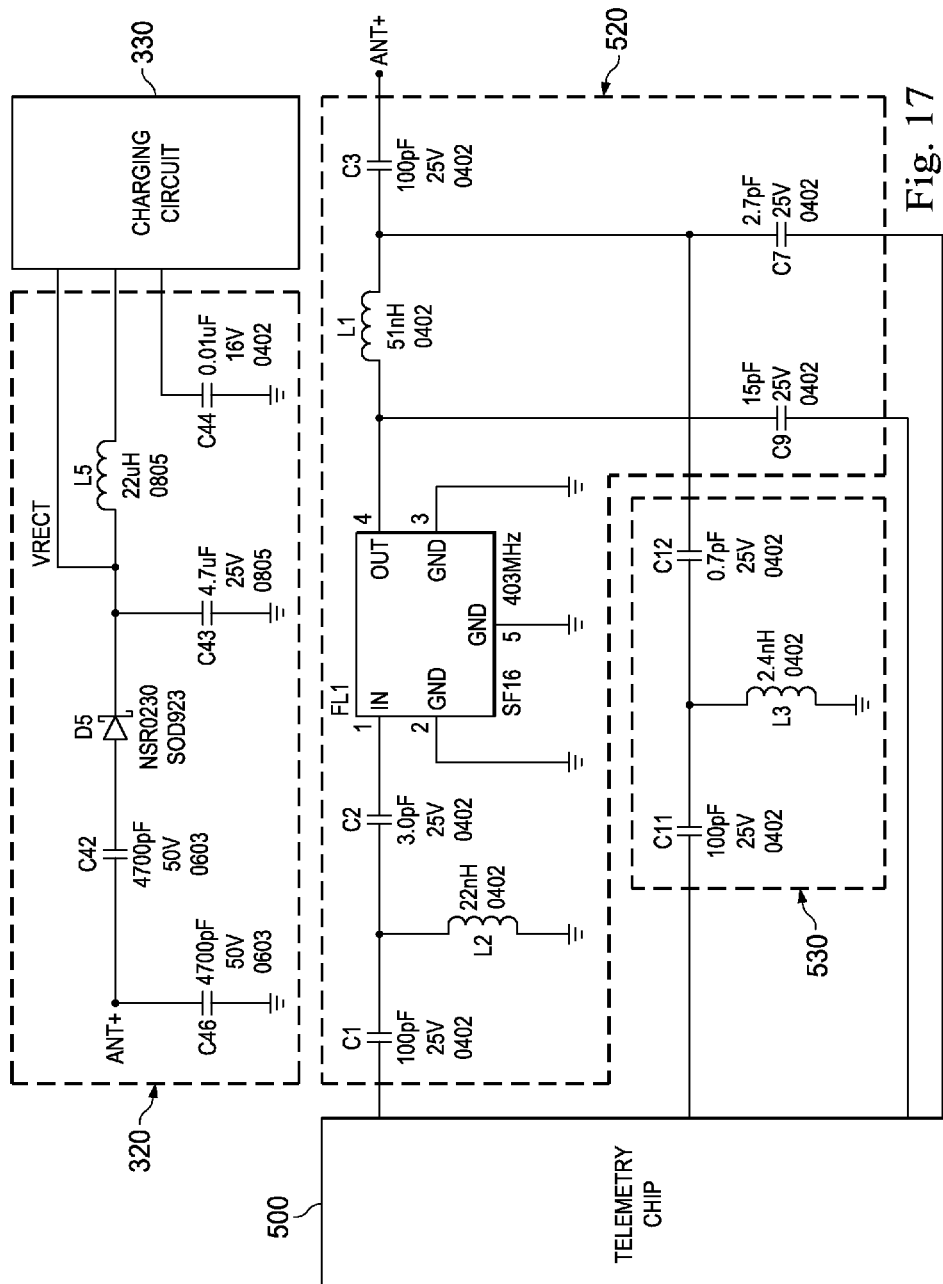 320
ANT+
C46
4700pF
50V
0603
C42
4700pF
50V
0603
D5
NSR0230
SOD923
VRECT
C43
4.7uF
25V
0805
L5
22uH
0805
C44
0.01uF
16V
0402
CHARGING
CIRCUIT
330
500
TELEMETRY
CHIP
C1
100pF
25V
0402
L2
22nH
0402
C2
3.0pF
25V
0402
FL1
1
IN
2
GND
OUT
4
GND
3
GND
5
SF16
403MHz
L1
51nH
0402
C3
100pF
25V
0402
ANT+
520
C9
15pF
25V
0402
C7
2.7pF
25V
0402
530
C11
100pF
25V
0402
L3
2.4nH
0402
C12
0.7pF
25V
0402
Fig. 17